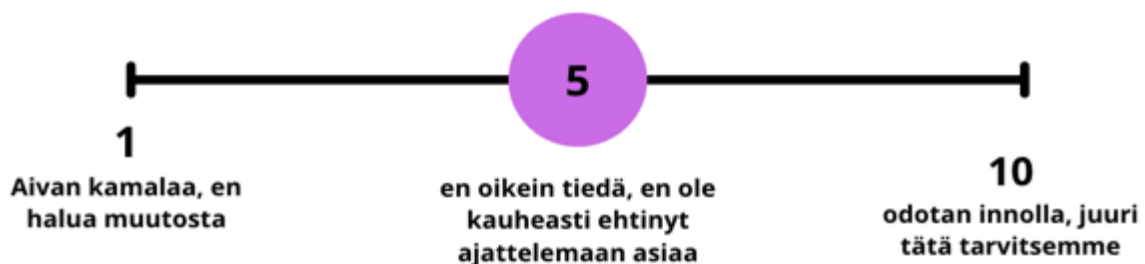 5
1
Aivan kamalaa, en
halua muutosta
en oikein tiedä, en ole
kauheasti ehtinyt
ajattelemaan asiaa
10
odotan innolla, juuri
tätä tarvitsemme